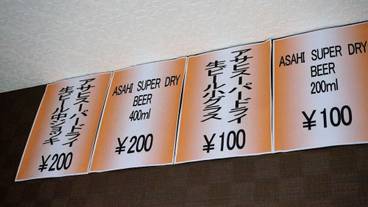 アサヒスーパードライ
生ビール中ジョッキ
¥200
ASAHI SUPER DRY
BEER
400ml
¥200
アサヒスーパードライ
生ビール小グラス
¥100
ASAHI SUPER DRY
BEER
200ml
¥100